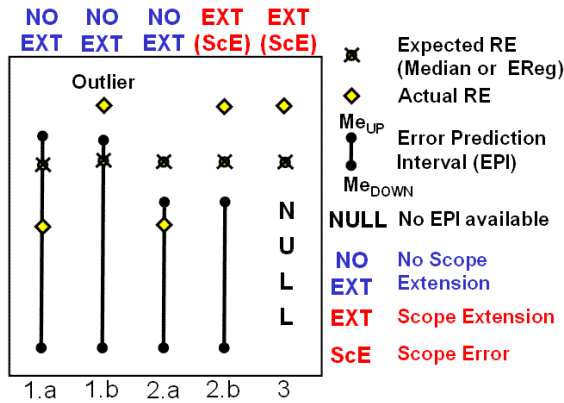 NO NO NO EXT EXT
EXT EXT EXT (ScE) (ScE)
Outlier
N
U
L
L
1.a 1.b 2.a 2.b 3
Expected RE
(Median or EReg)
Actual RE
MeUP
Error Prediction
Interval (EPI)
MeDOWN
NULL No EPI available
NO No Scope
EXT Extension
EXT Scope Extension
ScE Scope Error